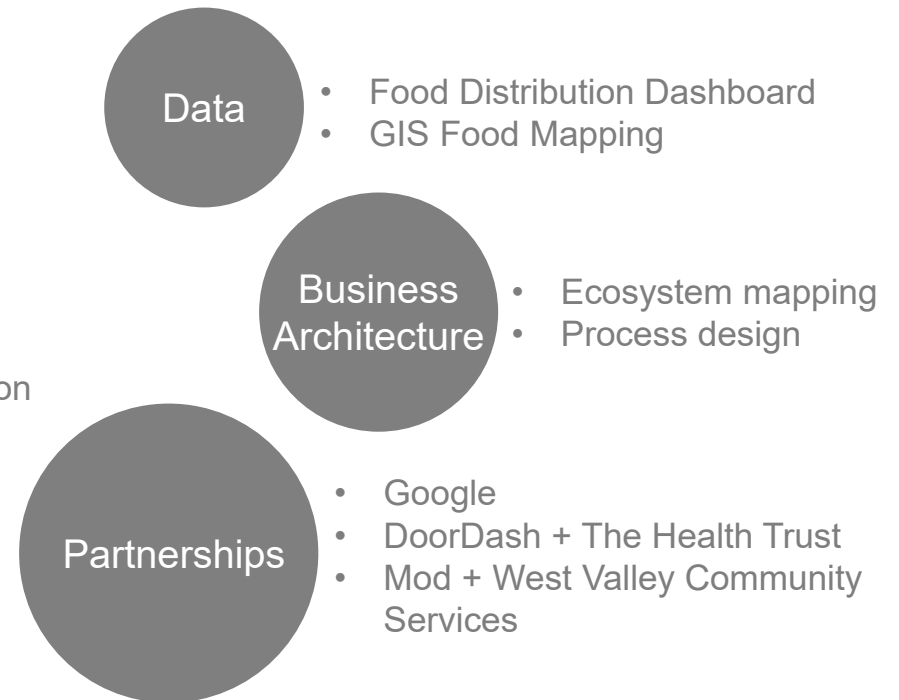 Data
• Food Distribution Dashboard
• GIS Food Mapping
Business
Architecture
• Ecosystem mapping
• Process design
on
Partnerships
• Google
• DoorDash + The Health Trust
• Mod + West Valley Community
Services